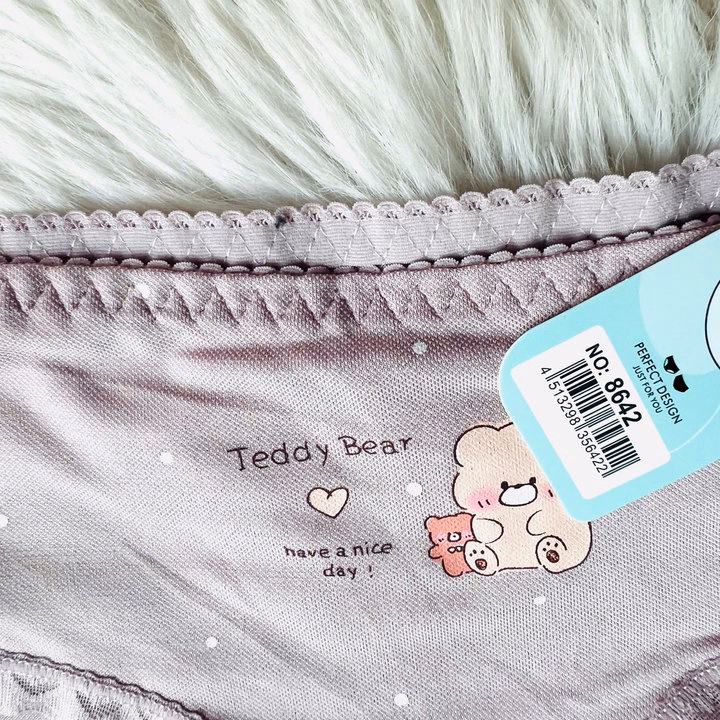 Teddy Bear
have a nice
day !
PERFECT DESIGN
JUST FOR YOU
NO: 8642
4 513298 356422